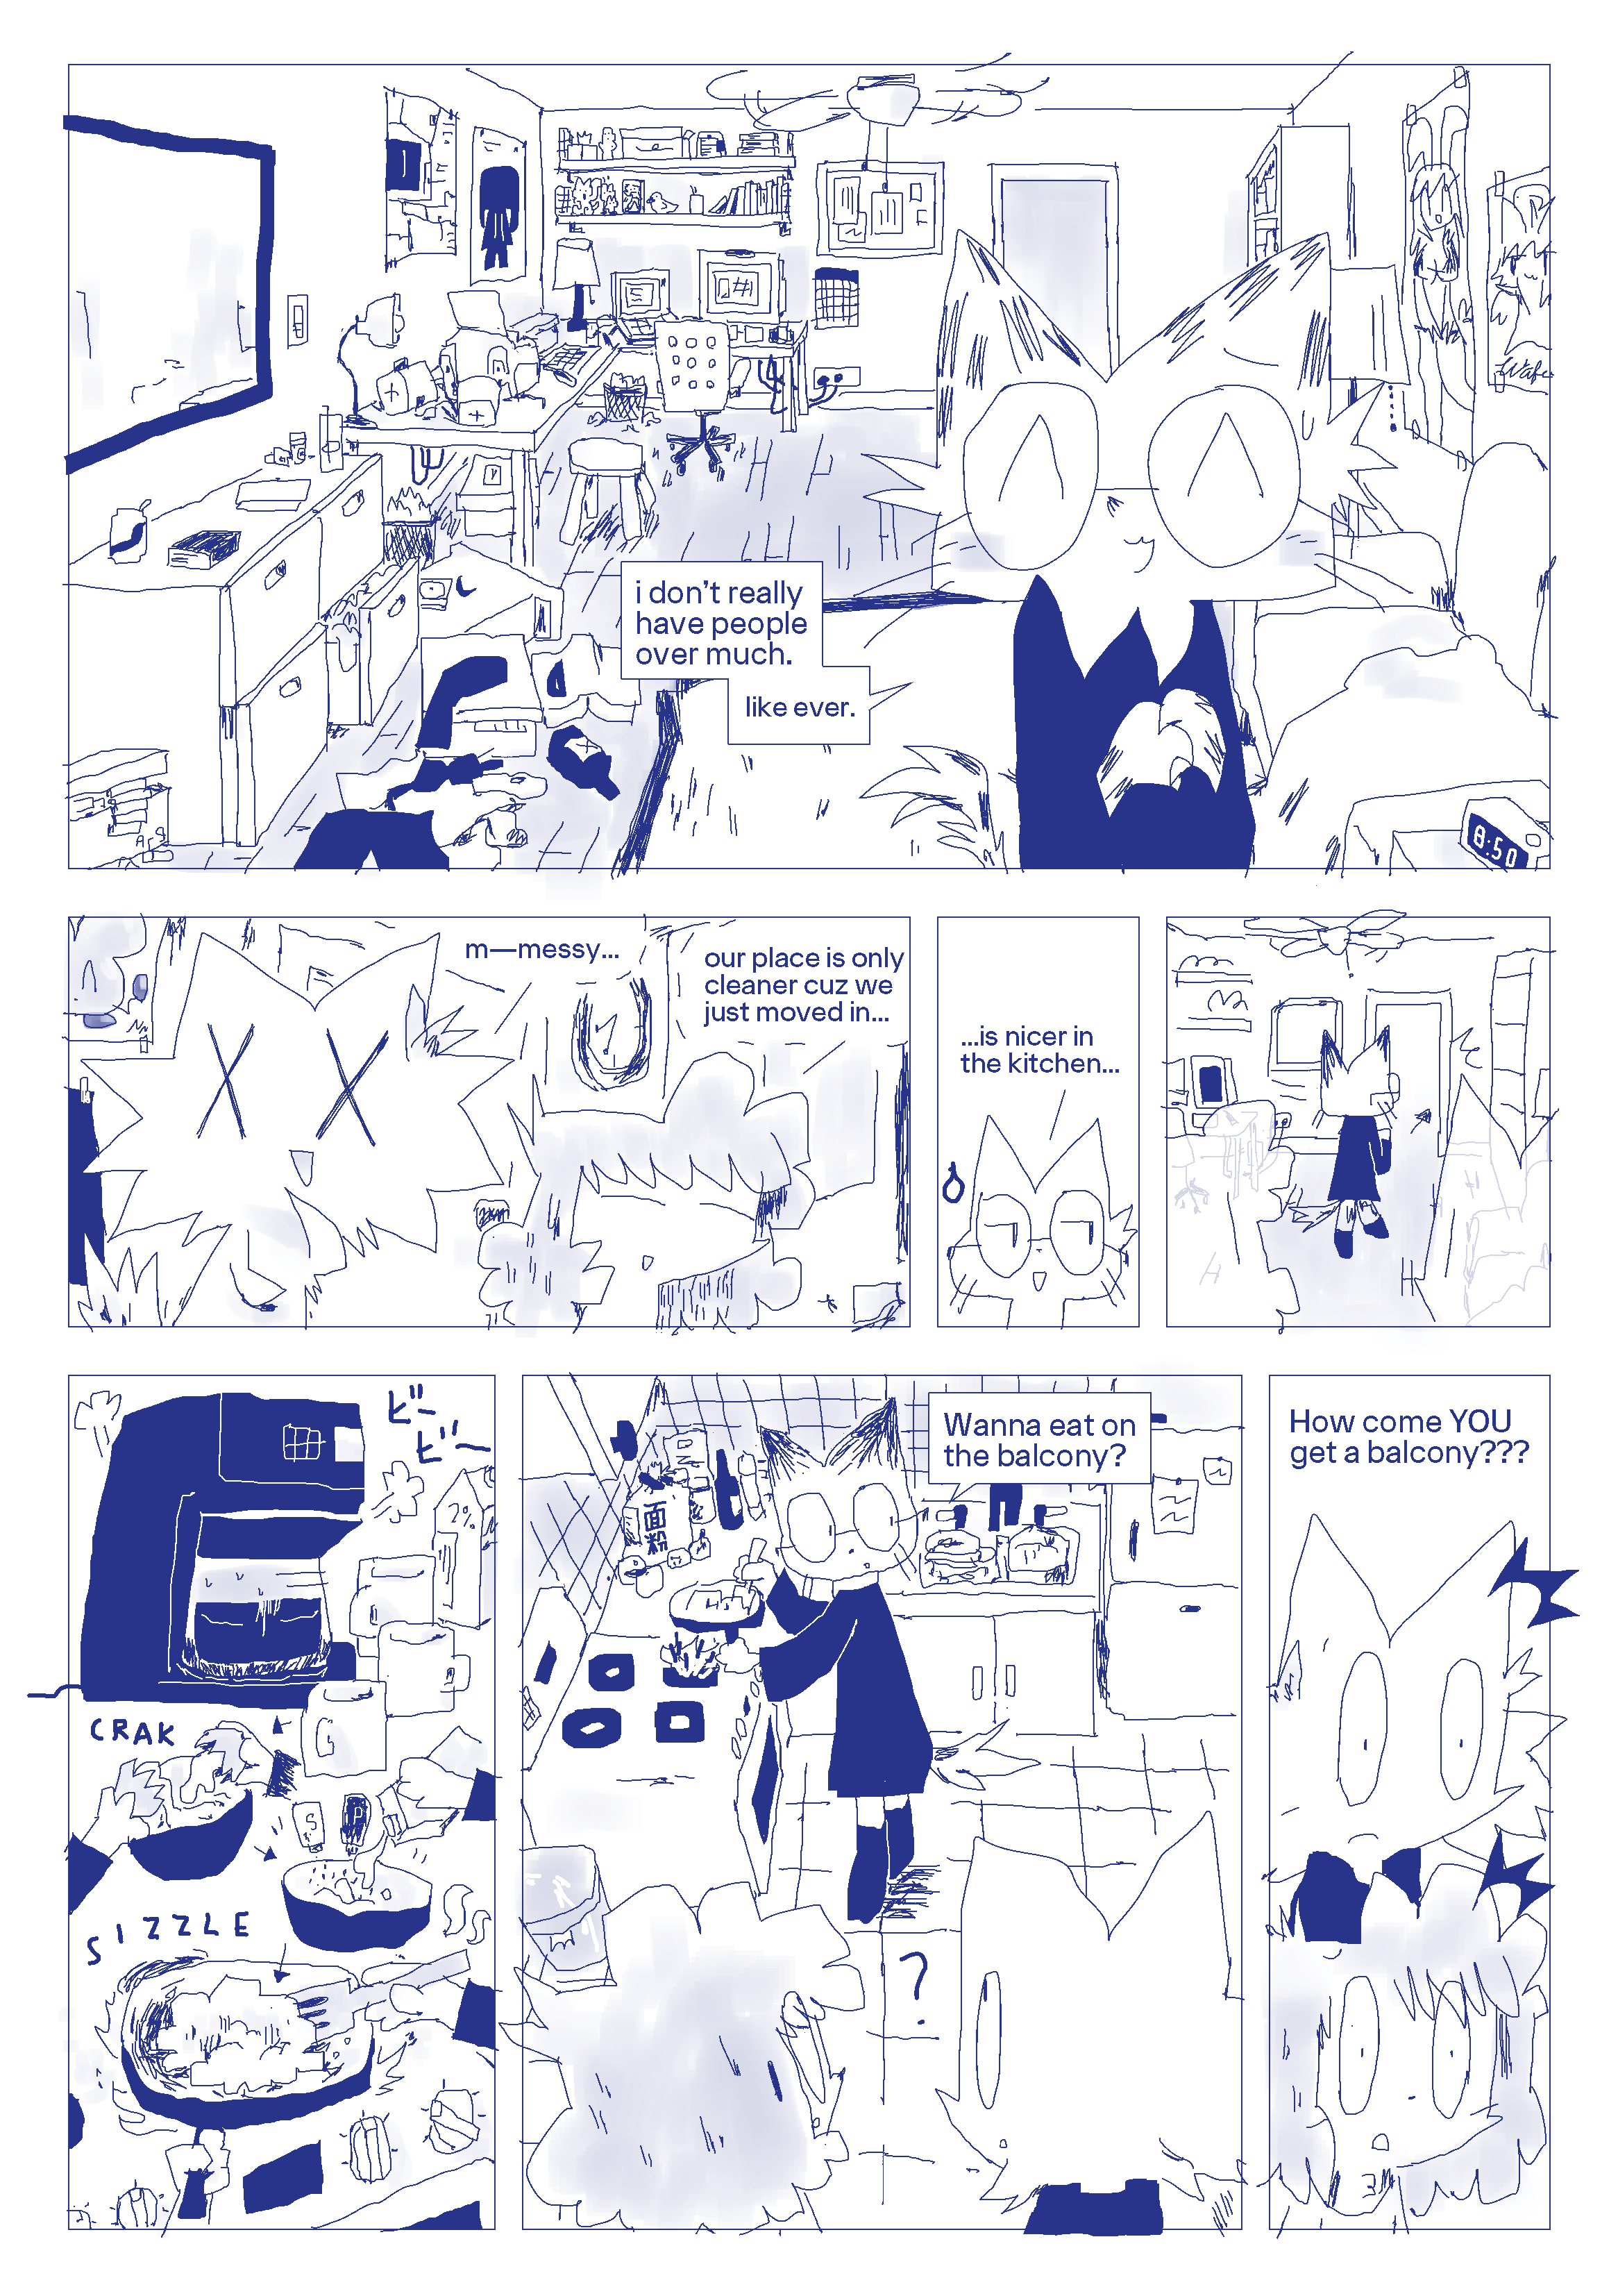 i don't really
have people
over much.
like ever.
8:50
m—messy...
our place is only
cleaner cuz we
just moved in...
...is nicer in
the kitchen...
ビー
ビー
CRAK
S
P
SIZZLE
Wanna eat on
the balcony?
面
粉
?
How come YOU
get a balcony???